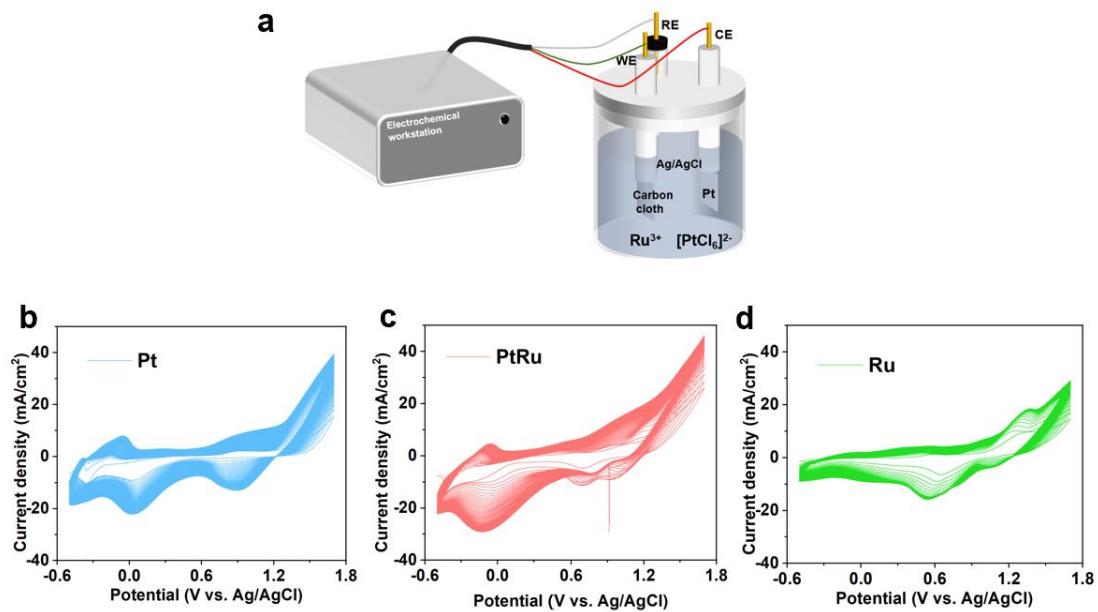 a
RE
CE
WE
Electrochemical
workstation
Ag/AgCl
Carbon
cloth
Pt
Ru³⁺ [PtCl₆]²⁻
b
Pt
40
20
0
-20
-40
Current density (mA/cm²)
-0.6 0.0 0.6 1.2 1.8
Potential (V vs. Ag/AgCl)
c
PtRu
40
20
0
-20
-40
Current density (mA/cm²)
-0.6 0.0 0.6 1.2 1.8
Potential (V vs. Ag/AgCl)
d
Ru
40
20
0
-20
-40
Current density (mA/cm²)
-0.6 0.0 0.6 1.2 1.8
Potential (V vs. Ag/AgCl)